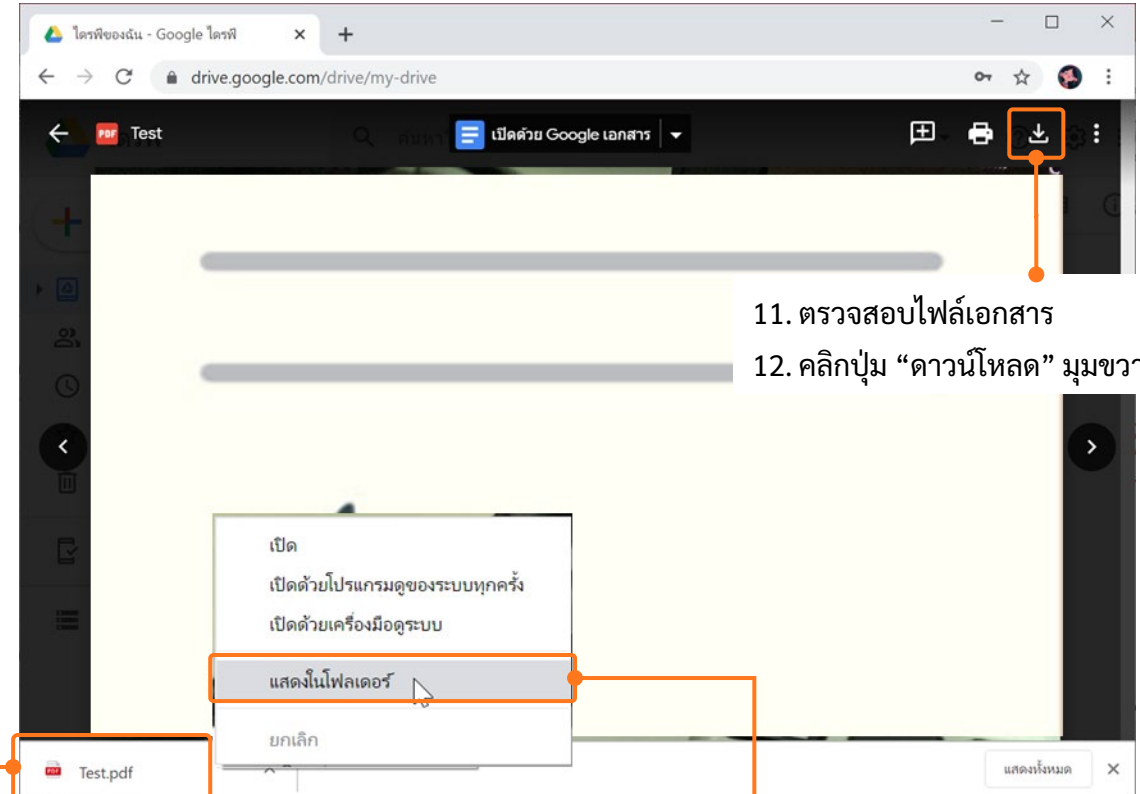 ไดรฟ์ของฉัน - Google ไดรฟ์
drive.google.com/drive/my-drive
PDF Test
เปิดด้วย Google เอกสาร
11. ตรวจสอบไฟล์เอกสาร
12. คลิกปุ่ม “ดาวน์โหลด” มุมขวา
เปิด
เปิดด้วยโปรแกรมดูของระบบทุกครั้ง
เปิดด้วยเครื่องมือดูระบบ
แสดงในโฟลเดอร์
ยกเลิก
Test.pdf
แสดงทั้งหมด